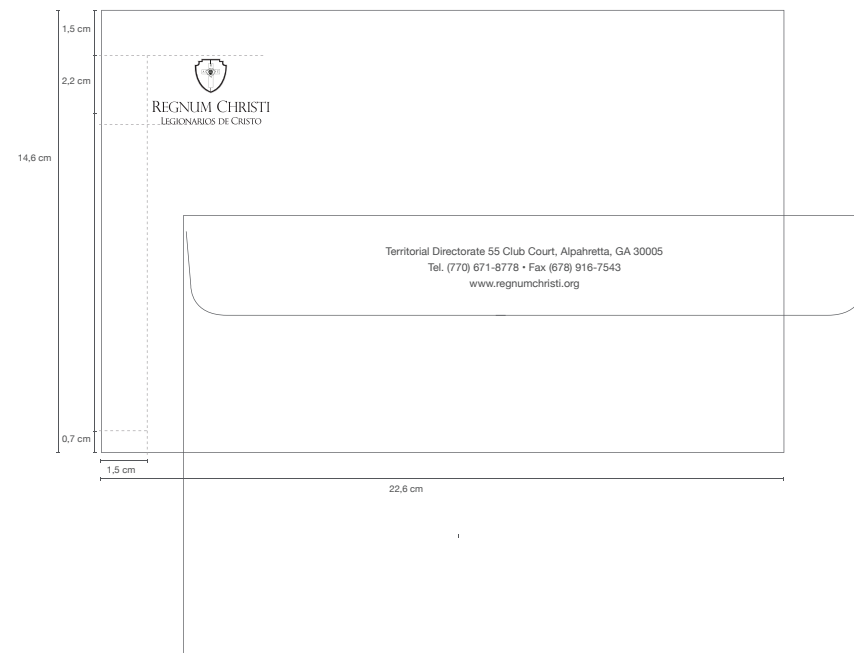 1,5 cm
2,2 cm
REGNUM CHRISTI
LEGIONARIOS DE CRISTO
14,6 cm
Territorial Directorate 55 Club Court, Alpahretta, GA 30005
Tel. (770) 671-8778 • Fax (678) 916-7543
www.regnumchristi.org
0,7 cm
1,5 cm
22,6 cm